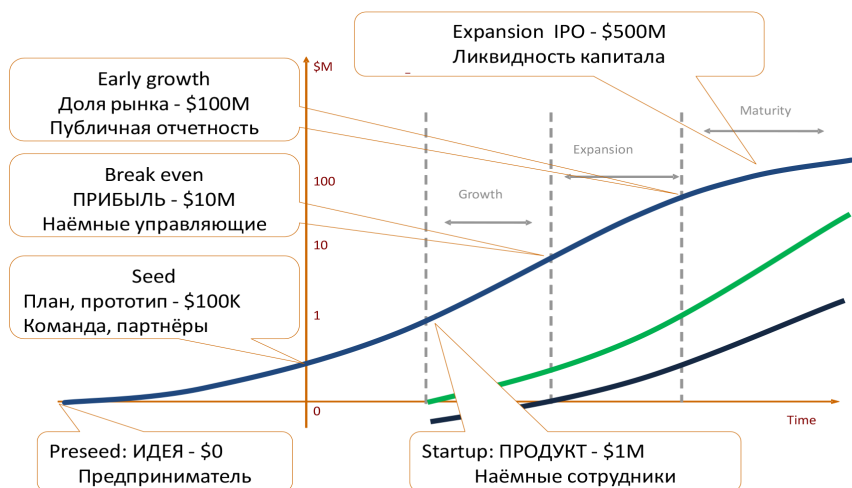 Expansion IPO - $500M
Ликвидность капитала
$M
Early growth
Доля рынка - $100M
Публичная отчетность
Maturity
Expansion
Break even
ПРИБЫЛЬ - $10M
Наёмные управляющие
100
Growth
10
Seed
План, прототип - $100K
Команда, партнёры
1
0
Time
Preseed: ИДЕЯ - $0
Предприниматель
Startup: ПРОДУКТ - $1M
Наёмные сотрудники